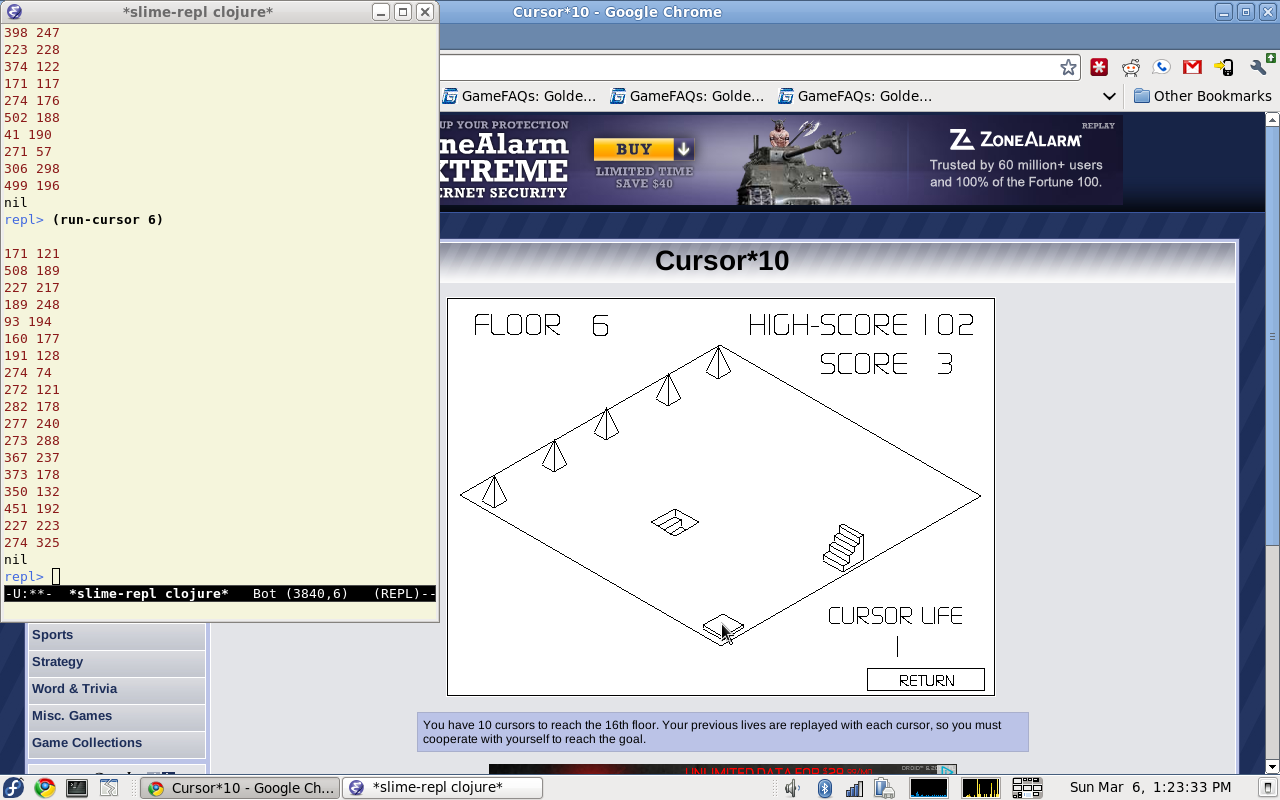 *slime-repl clojure*
398 247
223 228
374 122
171 117
274 176
502 188
41 190
271 57
306 298
499 196
nil
repl> (run-cursor 6)
171 121
508 189
227 217
189 248
93 194
160 177
191 128
274 74
272 121
282 178
277 240
273 288
367 237
373 178
350 132
451 192
227 223
274 325
nil
repl>
-U:**-  *slime-repl clojure*   Bot (3840,6)   (REPL)--
Cursor*10 - Google Chrome
GameFAQs: Golde...
GameFAQs: Golde...
GameFAQs: Golde...
Other Bookmarks
UP YOUR PROTECTION
neAlarm
XTREME
ERNET SECURITY
BUY
LIMITED TIME
SAVE $40
REPLAY
ZONEALARM
Trusted by 60 million+ users
and 100% of the Fortune 100.
Cursor*10
FLOOR 6
HIGH-SCORE 102
SCORE 3
CURSOR LIFE
RETURN
You have 10 cursors to reach the 16th floor. Your previous lives are replayed with each cursor, so you must
cooperate with yourself to reach the goal.
Sports
Strategy
Word & Trivia
Misc. Games
Game Collections
Cursor*10 - Google Ch...
*slime-repl clojure*
Sun Mar 6, 1:23:33 PM